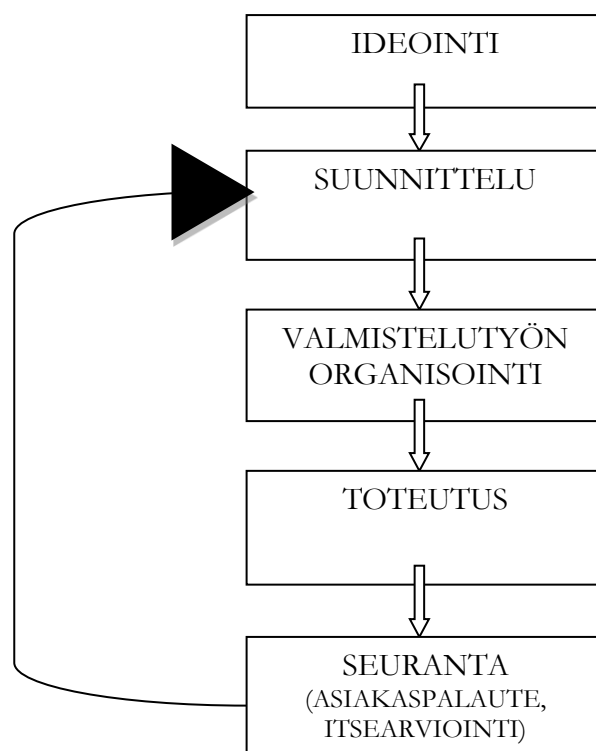 IDEOINTI
SUUNNITTELU
VALMISTELUTYÖN
ORGANISOINTI
TOTEUTUS
SEURANTA
(ASIAKASPALAUTE,
ITSEARVIOINTI)